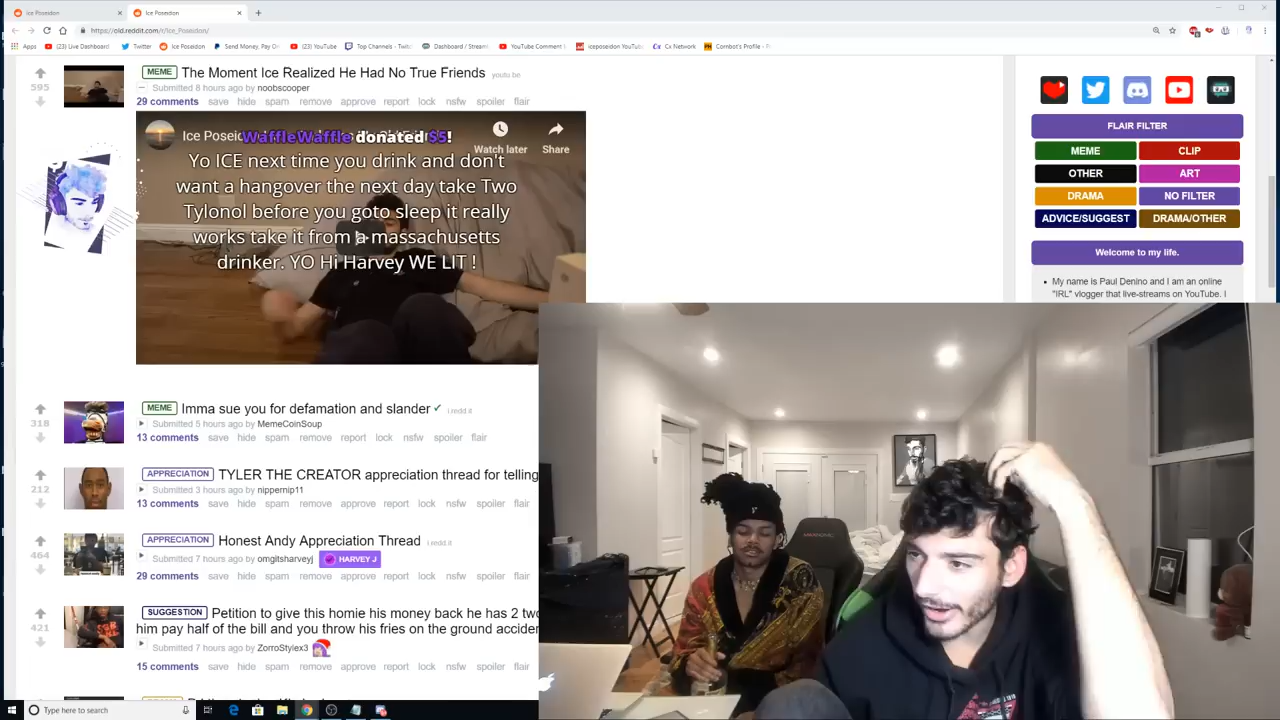 Ice Poseidon
Ice Poseidon
https://old.reddit.com/r/Ice_Poseidon/
Apps (23) Live Dashboard Twitter Ice Poseidon Send Money, Pay On (23) YouTube Top Channels - Twitc Dashboard / Stream YouTube Comment S iceposeidon YouTub Cx Network Combot's Profile - P
595
MEME The Moment Ice Realized He Had No True Friends youtu.be
Submitted 8 hours ago by noobscooper
29 comments save hide spam remove approve report lock nsfw spoiler flair
WaffleWaffle donated $5!
Watch later Share
Yo ICE next time you drink and don't
want a hangover the next day take Two
Tylonol before you goto sleep it really
works take it from a massachusetts
drinker. YO Hi Harvey WE LIT !
318
MEME Imma sue you for defamation and slander i.redd.it
Submitted 5 hours ago by MemeCoinSoup
13 comments save hide spam remove report lock nsfw spoiler flair
212
APPRECIATION TYLER THE CREATOR appreciation thread for telling
Submitted 3 hours ago by nippernip11
13 comments save hide spam remove approve report lock nsfw spoiler flair
464
APPRECIATION Honest Andy Appreciation Thread i.redd.it
Submitted 7 hours ago by omgitsharveyj HARVEY J
29 comments save hide spam remove approve report lock nsfw spoiler flair
421
SUGGESTION Petition to give this homie his money back he has 2 two
him pay half of the bill and you throw his fries on the ground acciden
Submitted 7 hours ago by ZorroStylex3
15 comments save hide spam remove approve report lock nsfw spoiler flair
FLAIR FILTER
MEME CLIP
OTHER ART
DRAMA NO FILTER
ADVICE/SUGGEST DRAMA/OTHER
Welcome to my life.
My name is Paul Denino and I am an online
"IRL" vlogger that live-streams on YouTube. I
Type here to search